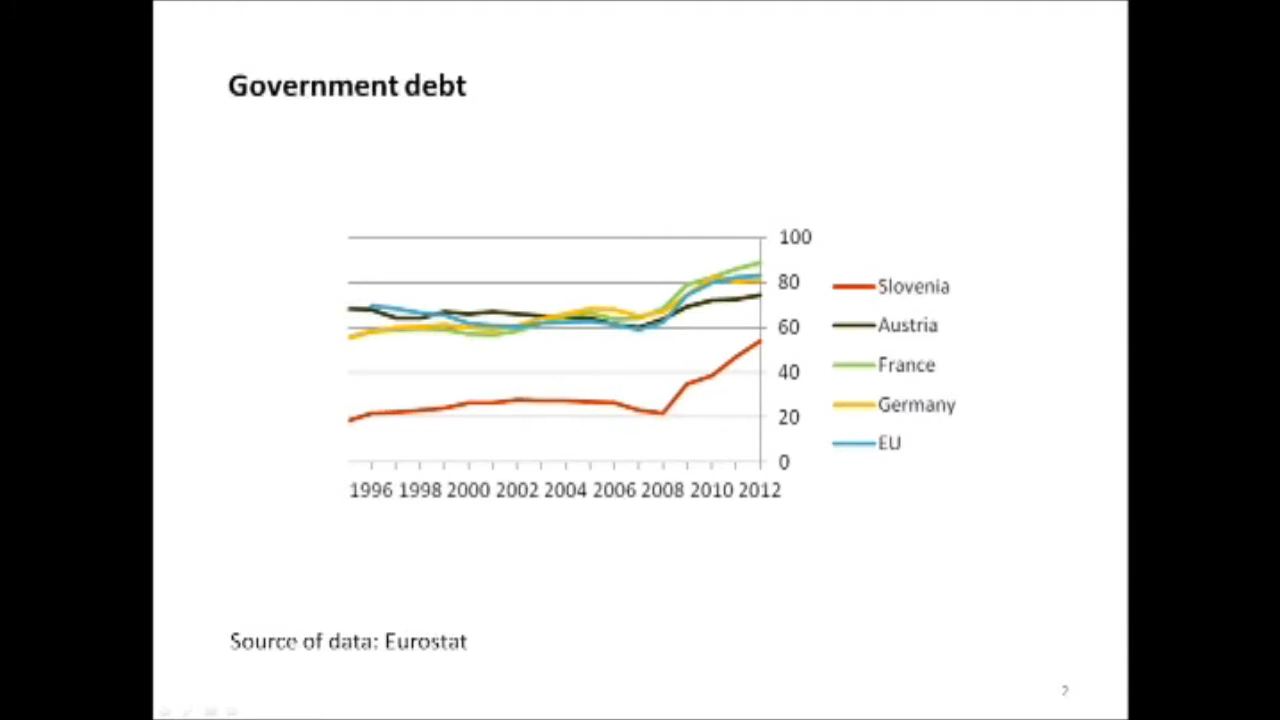 Government debt
100
80
60
40
20
0
1996 1998 2000 2002 2004 2006 2008 2010 2012
Slovenia
Austria
France
Germany
EU
Source of data: Eurostat
2